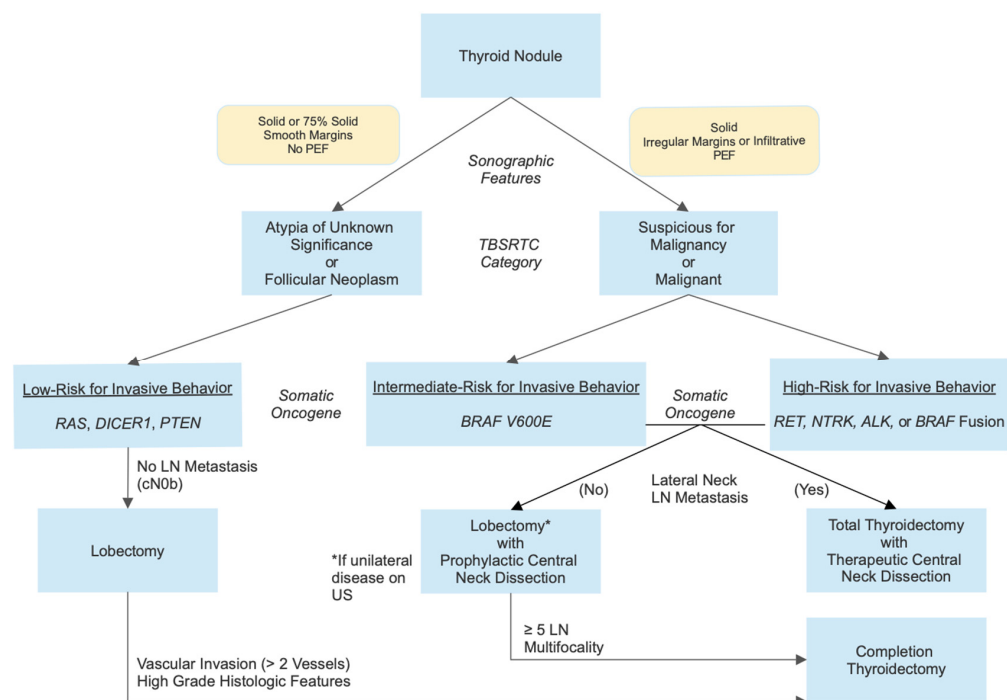 Thyroid Nodule
Solid or 75% Solid
Smooth Margins
No PEF
Solid
Irregular Margins or Infiltrative
PEF
Sonographic
Features
Atypia of Unknown
Significance
or
Follicular Neoplasm
TBSRTC
Category
Suspicious for
Malignancy
or
Malignant
Low-Risk for Invasive Behavior
RAS, DICER1, PTEN
Somatic
Oncogene
Intermediate-Risk for Invasive Behavior
BRAF V600E
Somatic
Oncogene
High-Risk for Invasive Behavior
RET, NTRK, ALK, or BRAF Fusion
No LN Metastasis
(cN0b)
(No)
Lateral Neck
LN Metastasis
(Yes)
Lobectomy
*If unilateral
disease on
US
Lobectomy*
with
Prophylactic Central
Neck Dissection
Total Thyroidectomy
with
Therapeutic Central
Neck Dissection
≥ 5 LN
Multifocality
Completion
Thyroidectomy
Vascular Invasion (> 2 Vessels)
High Grade Histologic Features